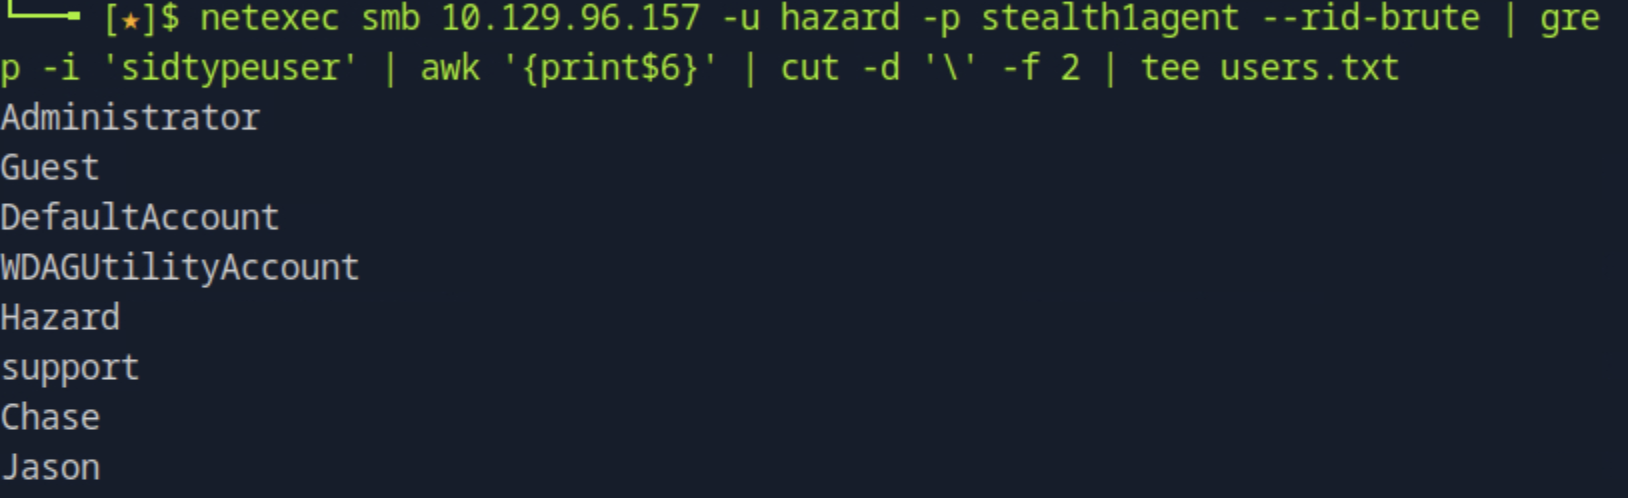 └──╼ [★]$ netexec smb 10.129.96.157 -u hazard -p stealth1agent --rid-brute | gre
p -i 'sidtypeuser' | awk '{print$6}' | cut -d '\' -f 2 | tee users.txt
Administrator
Guest
DefaultAccount
WDAGUtilityAccount
Hazard
support
Chase
Jason